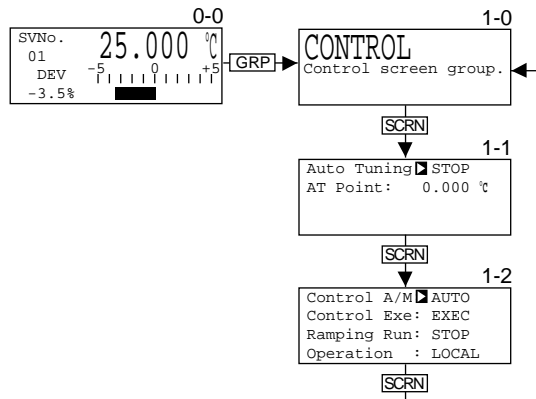 0-0
SVNo.
01
25.000 ℃
DEV
-5 0 +5
-3.5%
GRP
1-0
CONTROL
Control screen group.
SCRN
1-1
Auto Tuning STOP
AT Point: 0.000 ℃
SCRN
1-2
Control A/M AUTO
Control Exe: EXEC
Ramping Run: STOP
Operation : LOCAL
SCRN